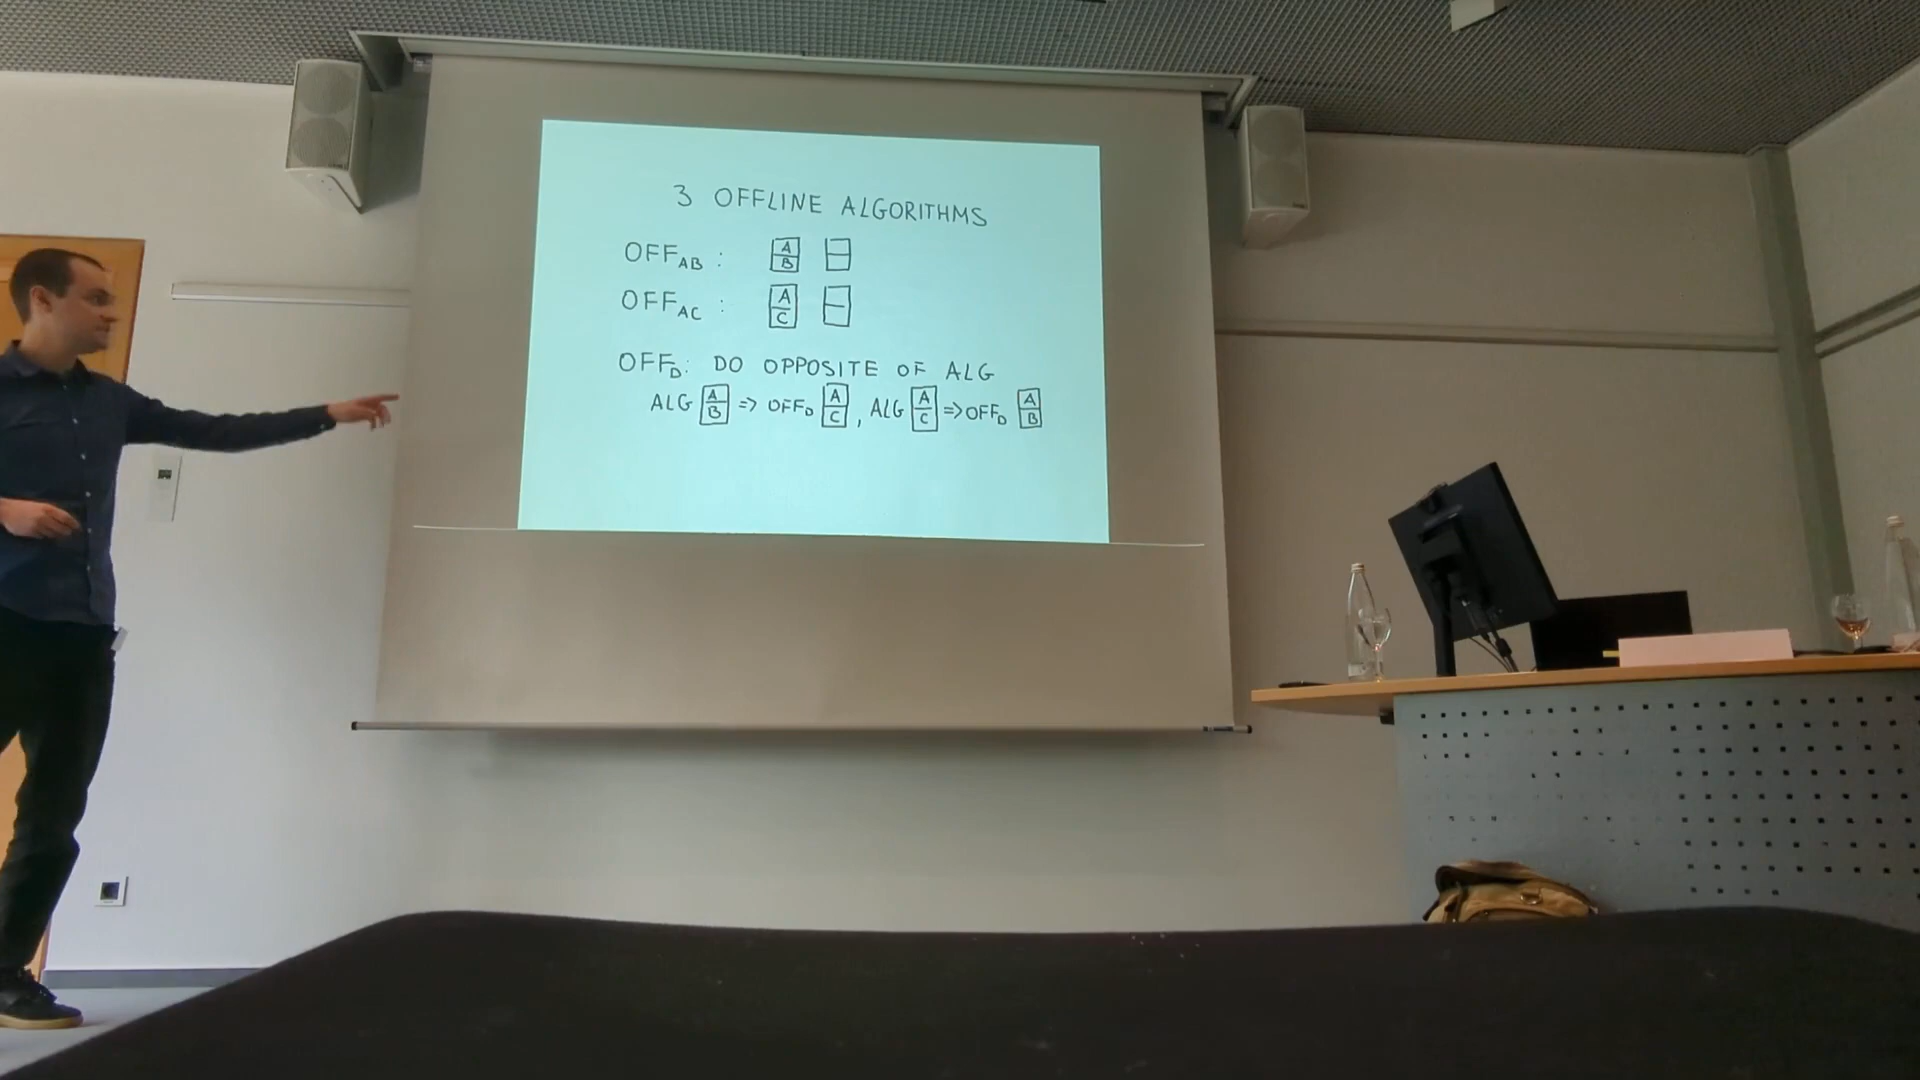 3 OFFLINE ALGORITHMS
OFF_AB : A B
OFF_AC : A C
OFF_D: DO OPPOSITE OF ALG
ALG A B => OFF_D A C, ALG A C => OFF_D A B